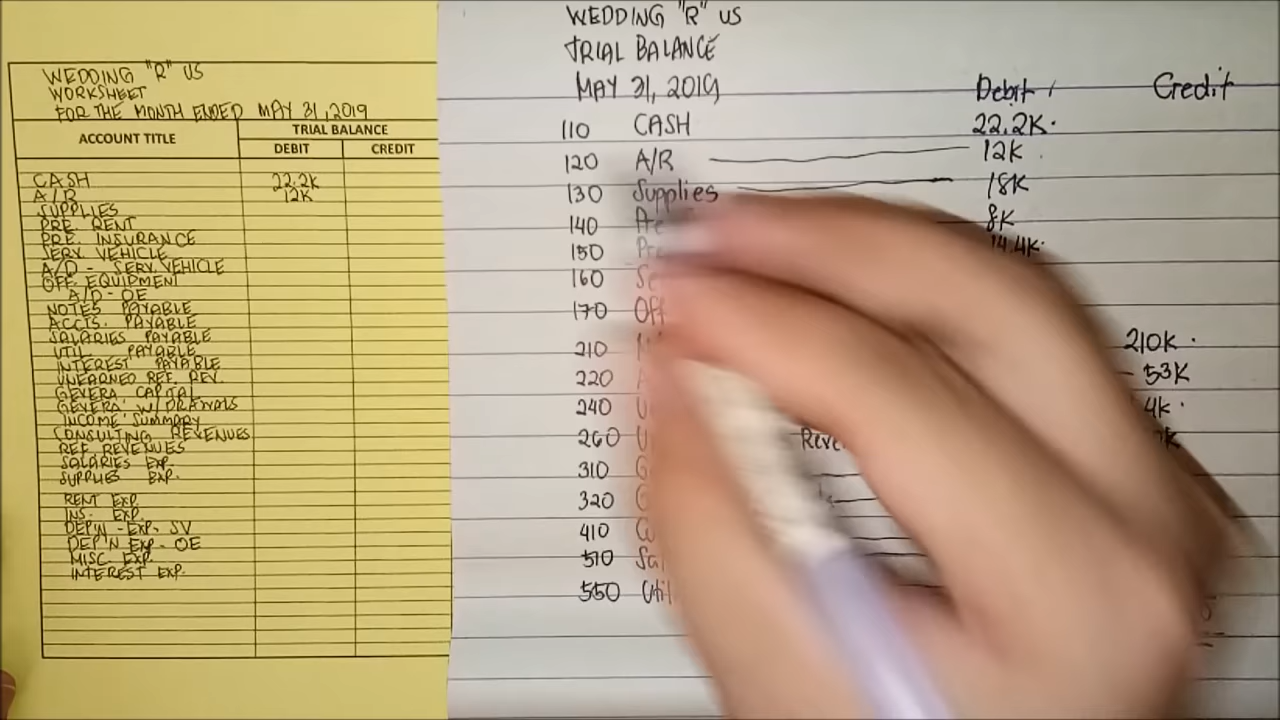 WEDDING "R" US
WORKSHEET
FOR THE MONTH ENDED MAY 31, 2019
ACCOUNT TITLE TRIAL BALANCE
DEBIT CREDIT
CASH 22.2K
A/R 12K
SUPPLIES
PRE. RENT
PRE. INSURANCE
SERV. VEHICLE
A/D - SERV. VEHICLE
OFF. EQUIPMENT
A/D - OE
NOTES PAYABLE
ACCTS. PAYABLE
SALARIES PAYABLE
UTIL. PAYABLE
INTEREST PAYABLE
UNEARNED REF. REV.
GEVERA, CAPITAL
GEVERA, W/DRAWALS
INCOME SUMMARY
CONSULTING REVENUES
REF. REVENUES
SALARIES EXP.
SUPPLIES EXP.
RENT EXP.
INS. EXP.
DEP'N - EXP - SV
DEP'N EXP - OE
MISC. EXP.
INTEREST EXP.
WEDDING "R" US
TRIAL BALANCE
MAY 31, 2019
Debit Credit
110 CASH 22.2K
120 A/R 12K
130 Supplies 18K
140 8K
150 14.4K
160
170
210 210K
220 53K
240 4K
260
310
320
410
510
550